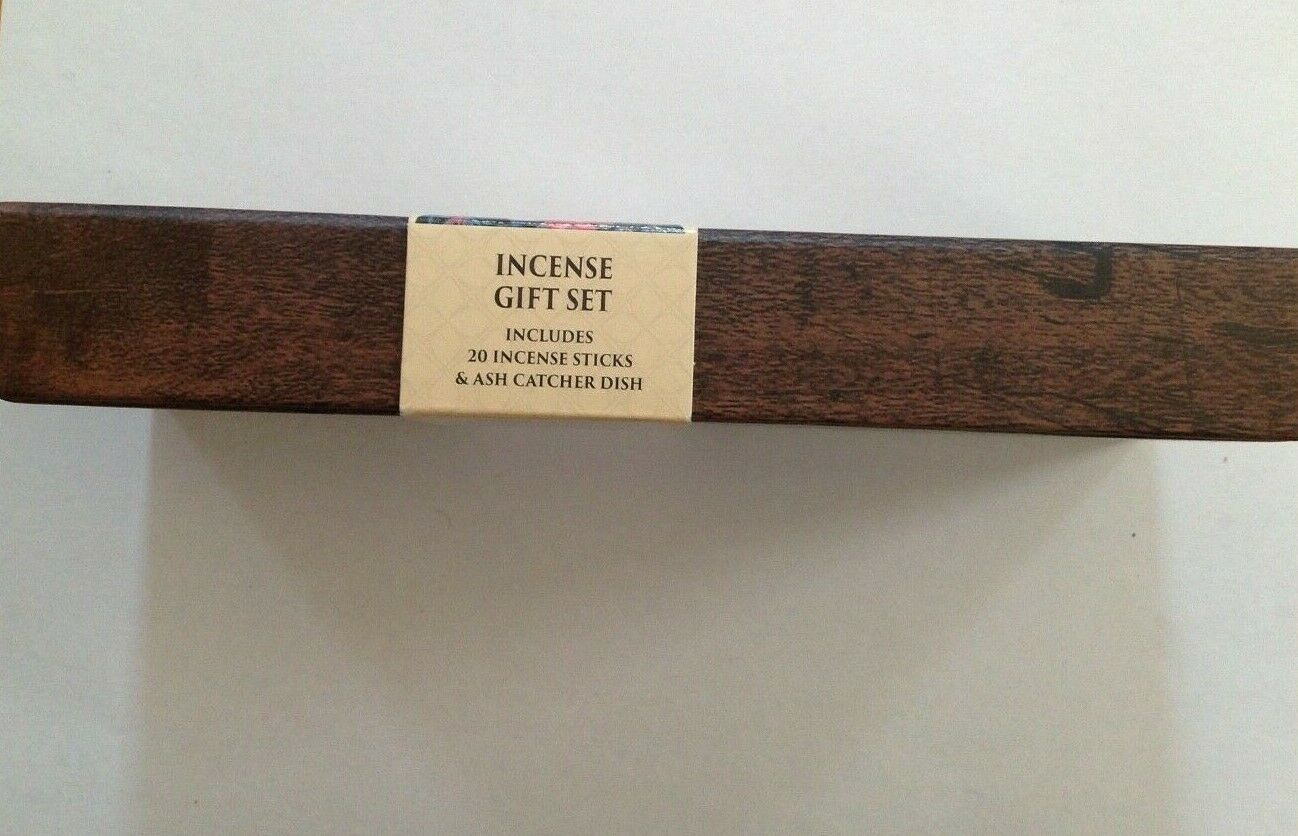 INCENSE
GIFT SET
INCLUDES
20 INCENSE STICKS
& ASH CATCHER DISH